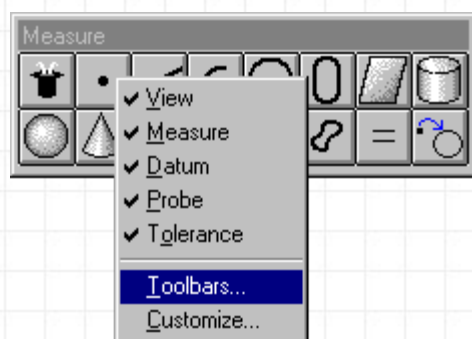 Measure
View
Measure
Datum
Probe
Tolerance
Toolbars...
Customize...